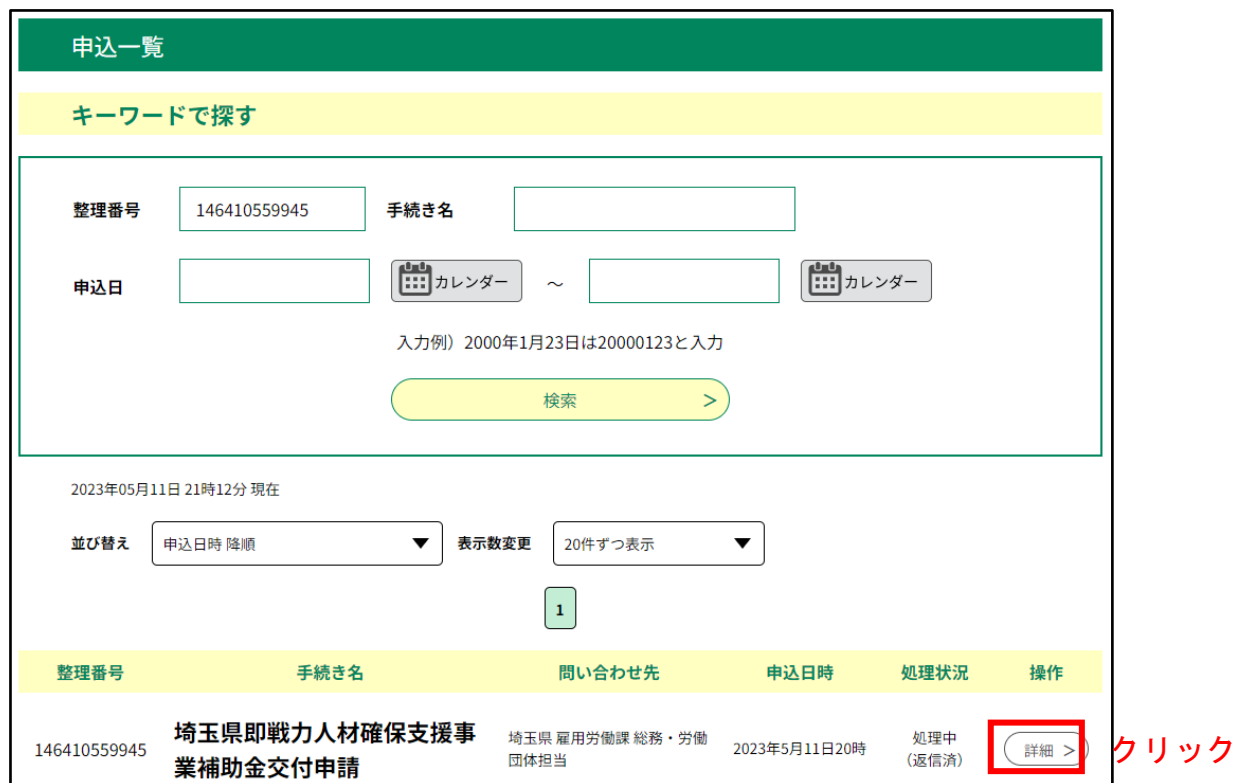 申込一覧
キーワードで探す
整理番号 146410559945 手続き名
申込日 カレンダー ～ カレンダー
入力例）2000年1月23日は20000123と入力
検索 >
2023年05月11日 21時12分 現在
並び替え 申込日時 降順 ▼ 表示数変更 20件ずつ表示 ▼
1
整理番号 手続き名 問い合わせ先 申込日時 処理状況 操作
146410559945 埼玉県即戦力人材確保支援事 埼玉県 雇用労働課 総務・労働 2023年5月11日20時 処理中 詳細 > クリック
業補助金交付申請 団体担当 （返信済）